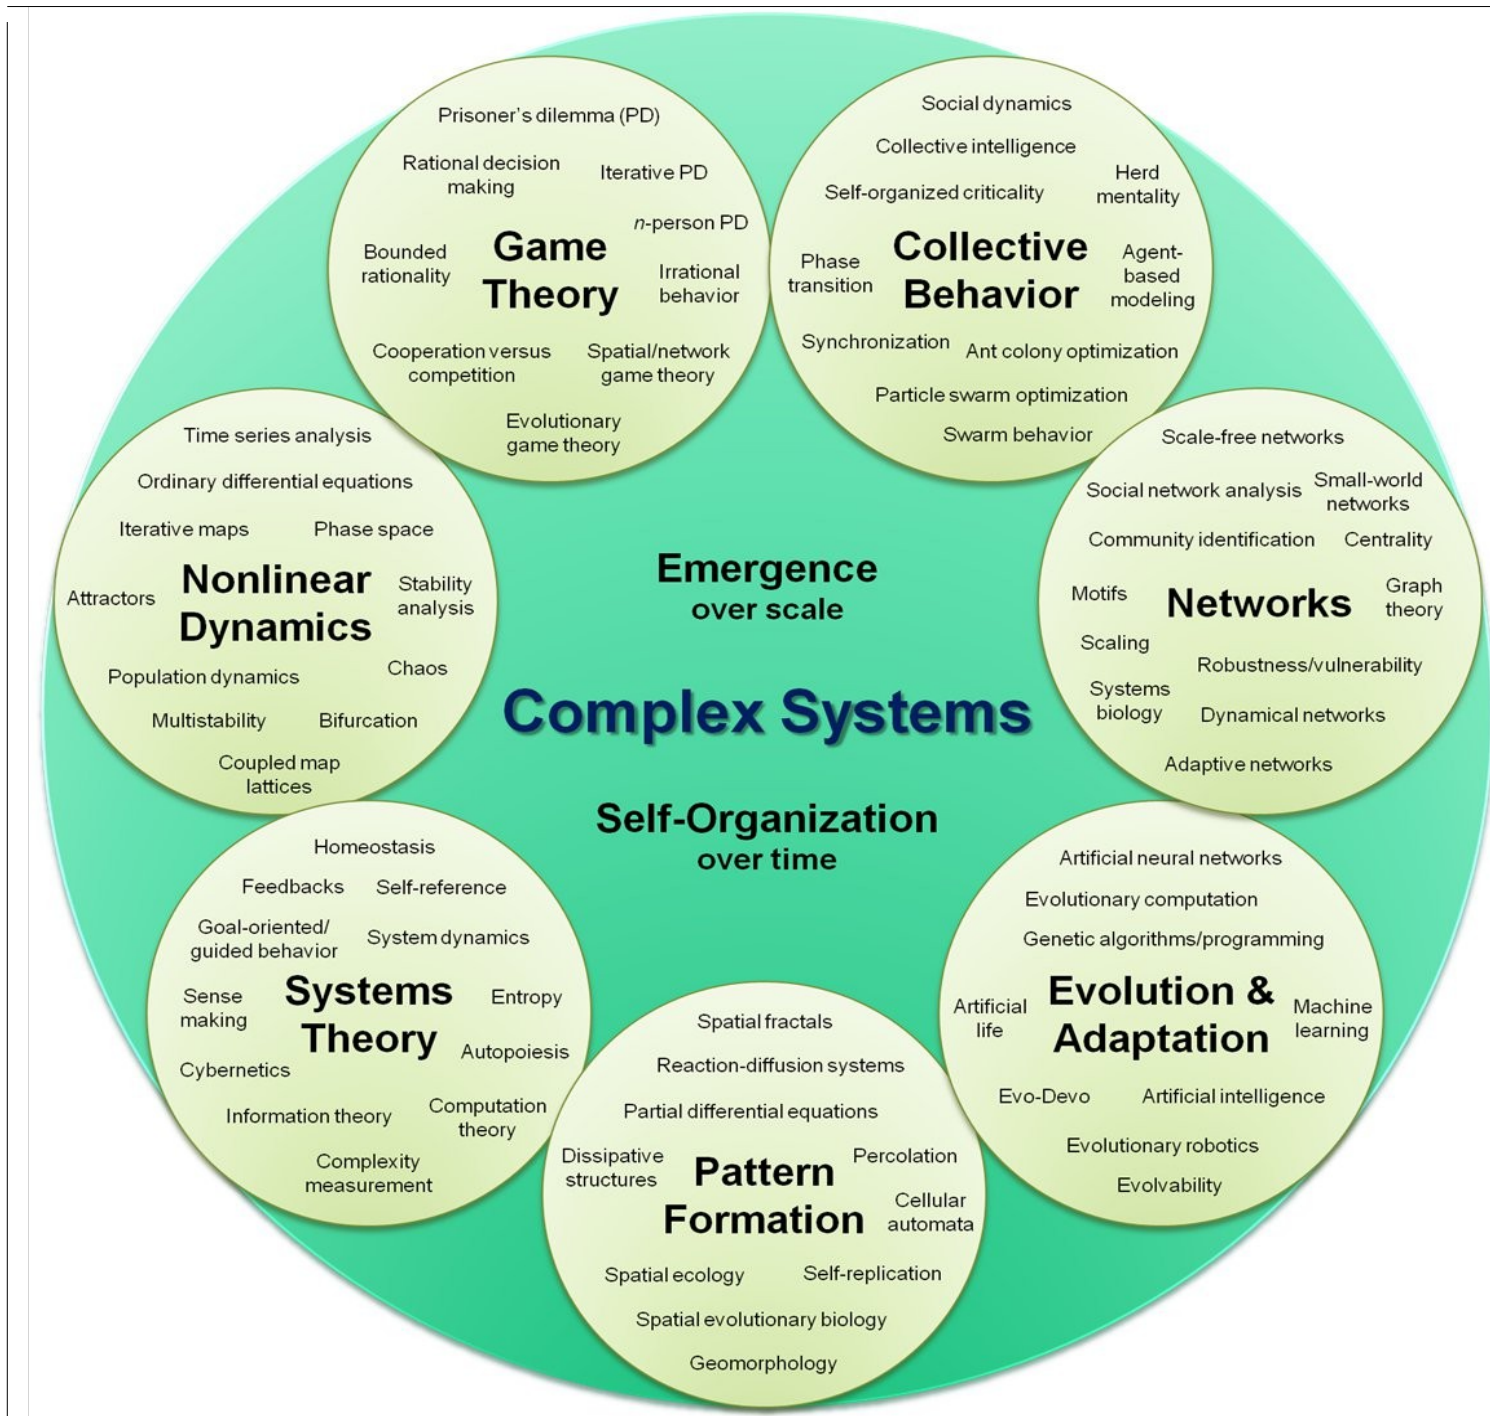 Prisoner's dilemma (PD)
Rational decision
making
Iterative PD
n-person PD
Bounded
rationality
Game
Theory
Irrational
behavior
Cooperation versus
competition
Spatial/network
game theory
Evolutionary
game theory
Social dynamics
Collective intelligence
Herd
mentality
Self-organized criticality
Phase
transition
Collective
Behavior
Agent-
based
modeling
Synchronization
Ant colony optimization
Particle swarm optimization
Swarm behavior
Time series analysis
Ordinary differential equations
Iterative maps
Phase space
Attractors
Nonlinear
Dynamics
Stability
analysis
Population dynamics
Chaos
Multistability
Bifurcation
Coupled map
lattices
Emergence
over scale
Complex Systems
Self-Organization
over time
Scale-free networks
Social network analysis
Small-world
networks
Community identification
Centrality
Motifs
Networks
Graph
theory
Scaling
Robustness/vulnerability
Systems
biology
Dynamical networks
Adaptive networks
Homeostasis
Feedbacks
Self-reference
Goal-oriented/
guided behavior
System dynamics
Sense
making
Systems
Theory
Entropy
Autopoiesis
Cybernetics
Information theory
Computation
theory
Complexity
measurement
Spatial fractals
Reaction-diffusion systems
Partial differential equations
Dissipative
structures
Percolation
Pattern
Formation
Cellular
automata
Spatial ecology
Self-replication
Spatial evolutionary biology
Geomorphology
Artificial neural networks
Evolutionary computation
Genetic algorithms/programming
Artificial
life
Evolution &
Adaptation
Machine
learning
Evo-Devo
Artificial intelligence
Evolutionary robotics
Evolvability